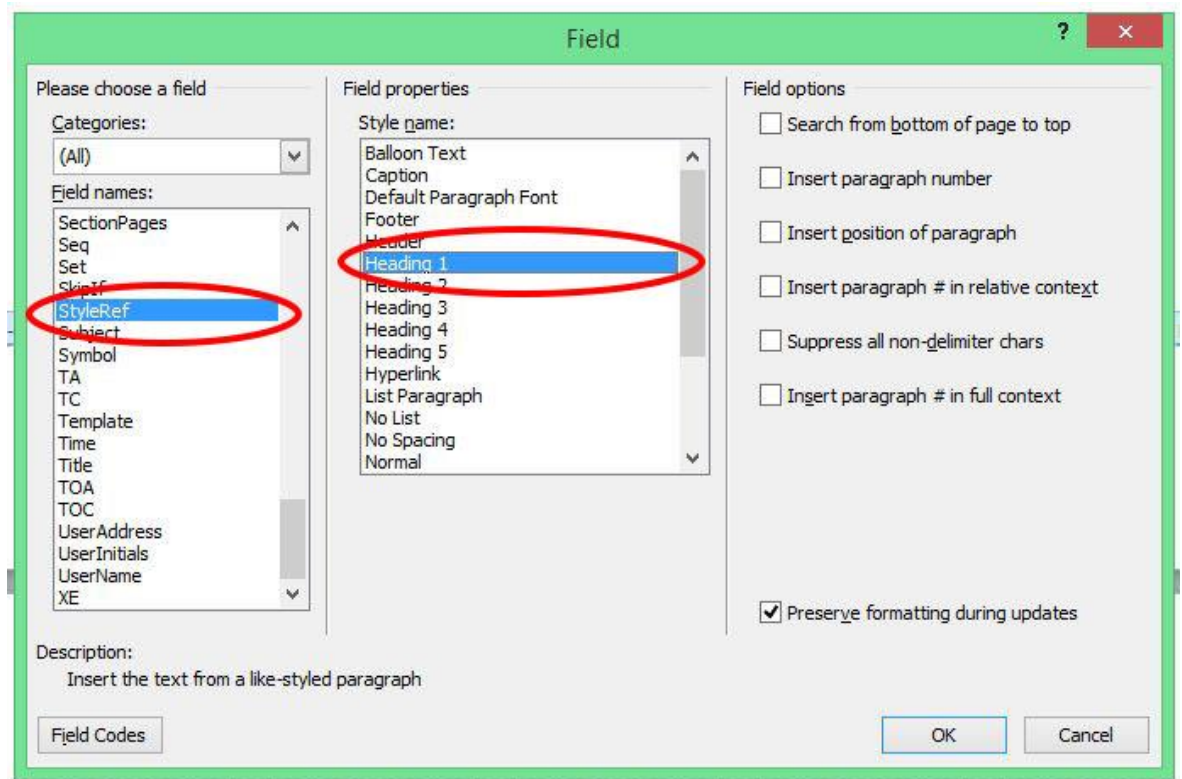 Field
?
Please choose a field
Categories:
(All)
Field names:
SectionPages
Seq
Set
SkipIf
StyleRef
Subject
Symbol
TA
TC
Template
Time
Title
TOA
TOC
UserAddress
UserInitials
UserName
XE
Field properties
Style name:
Balloon Text
Caption
Default Paragraph Font
Footer
Header
Heading 1
Heading 2
Heading 3
Heading 4
Heading 5
Hyperlink
List Paragraph
No List
No Spacing
Normal
Field options
Search from bottom of page to top
Insert paragraph number
Insert position of paragraph
Insert paragraph # in relative context
Suppress all non-delimiter chars
Insert paragraph # in full context
Preserve formatting during updates
Description:
Insert the text from a like-styled paragraph
Field Codes
OK
Cancel